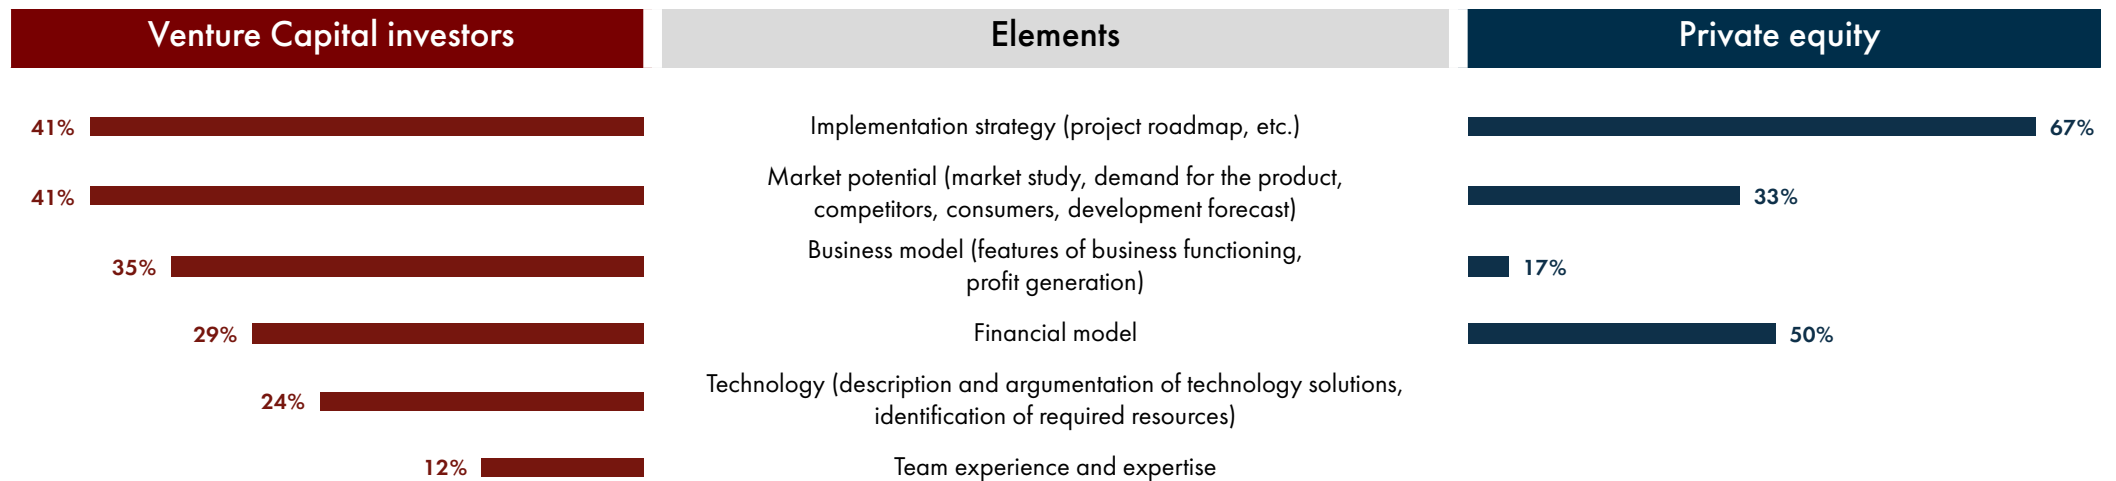 Venture Capital investors
Elements
Private equity
41%
Implementation strategy (project roadmap, etc.)
67%
41%
Market potential (market study, demand for the product,
competitors, consumers, development forecast)
33%
35%
Business model (features of business functioning,
profit generation)
17%
29%
Financial model
50%
24%
Technology (description and argumentation of technology solutions,
identification of required resources)
12%
Team experience and expertise